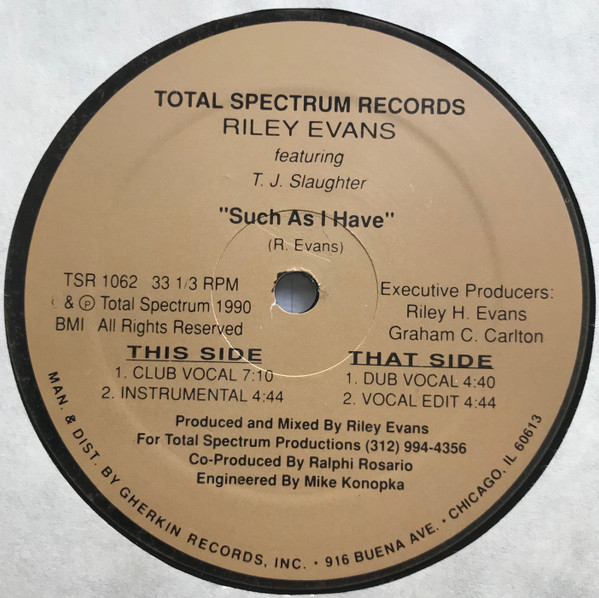 TOTAL SPECTRUM RECORDS
RILEY EVANS
featuring
T. J. Slaughter
"Such As I Have"
(R. Evans)
TSR 1062 33 1/3 RPM
& ℗ Total Spectrum 1990
BMI All Rights Reserved
Executive Producers:
Riley H. Evans
Graham C. Carlton
THIS SIDE
1. CLUB VOCAL 7:10
2. INSTRUMENTAL 4:44
THAT SIDE
1. DUB VOCAL 4:40
2. VOCAL EDIT 4:44
Produced and Mixed By Riley Evans
For Total Spectrum Productions (312) 994-4356
Co-Produced By Ralphi Rosario
Engineered By Mike Konopka
MAN. & DIST. BY GHERKIN RECORDS, INC. • 916 BUENA AVE. • CHICAGO, IL 60613